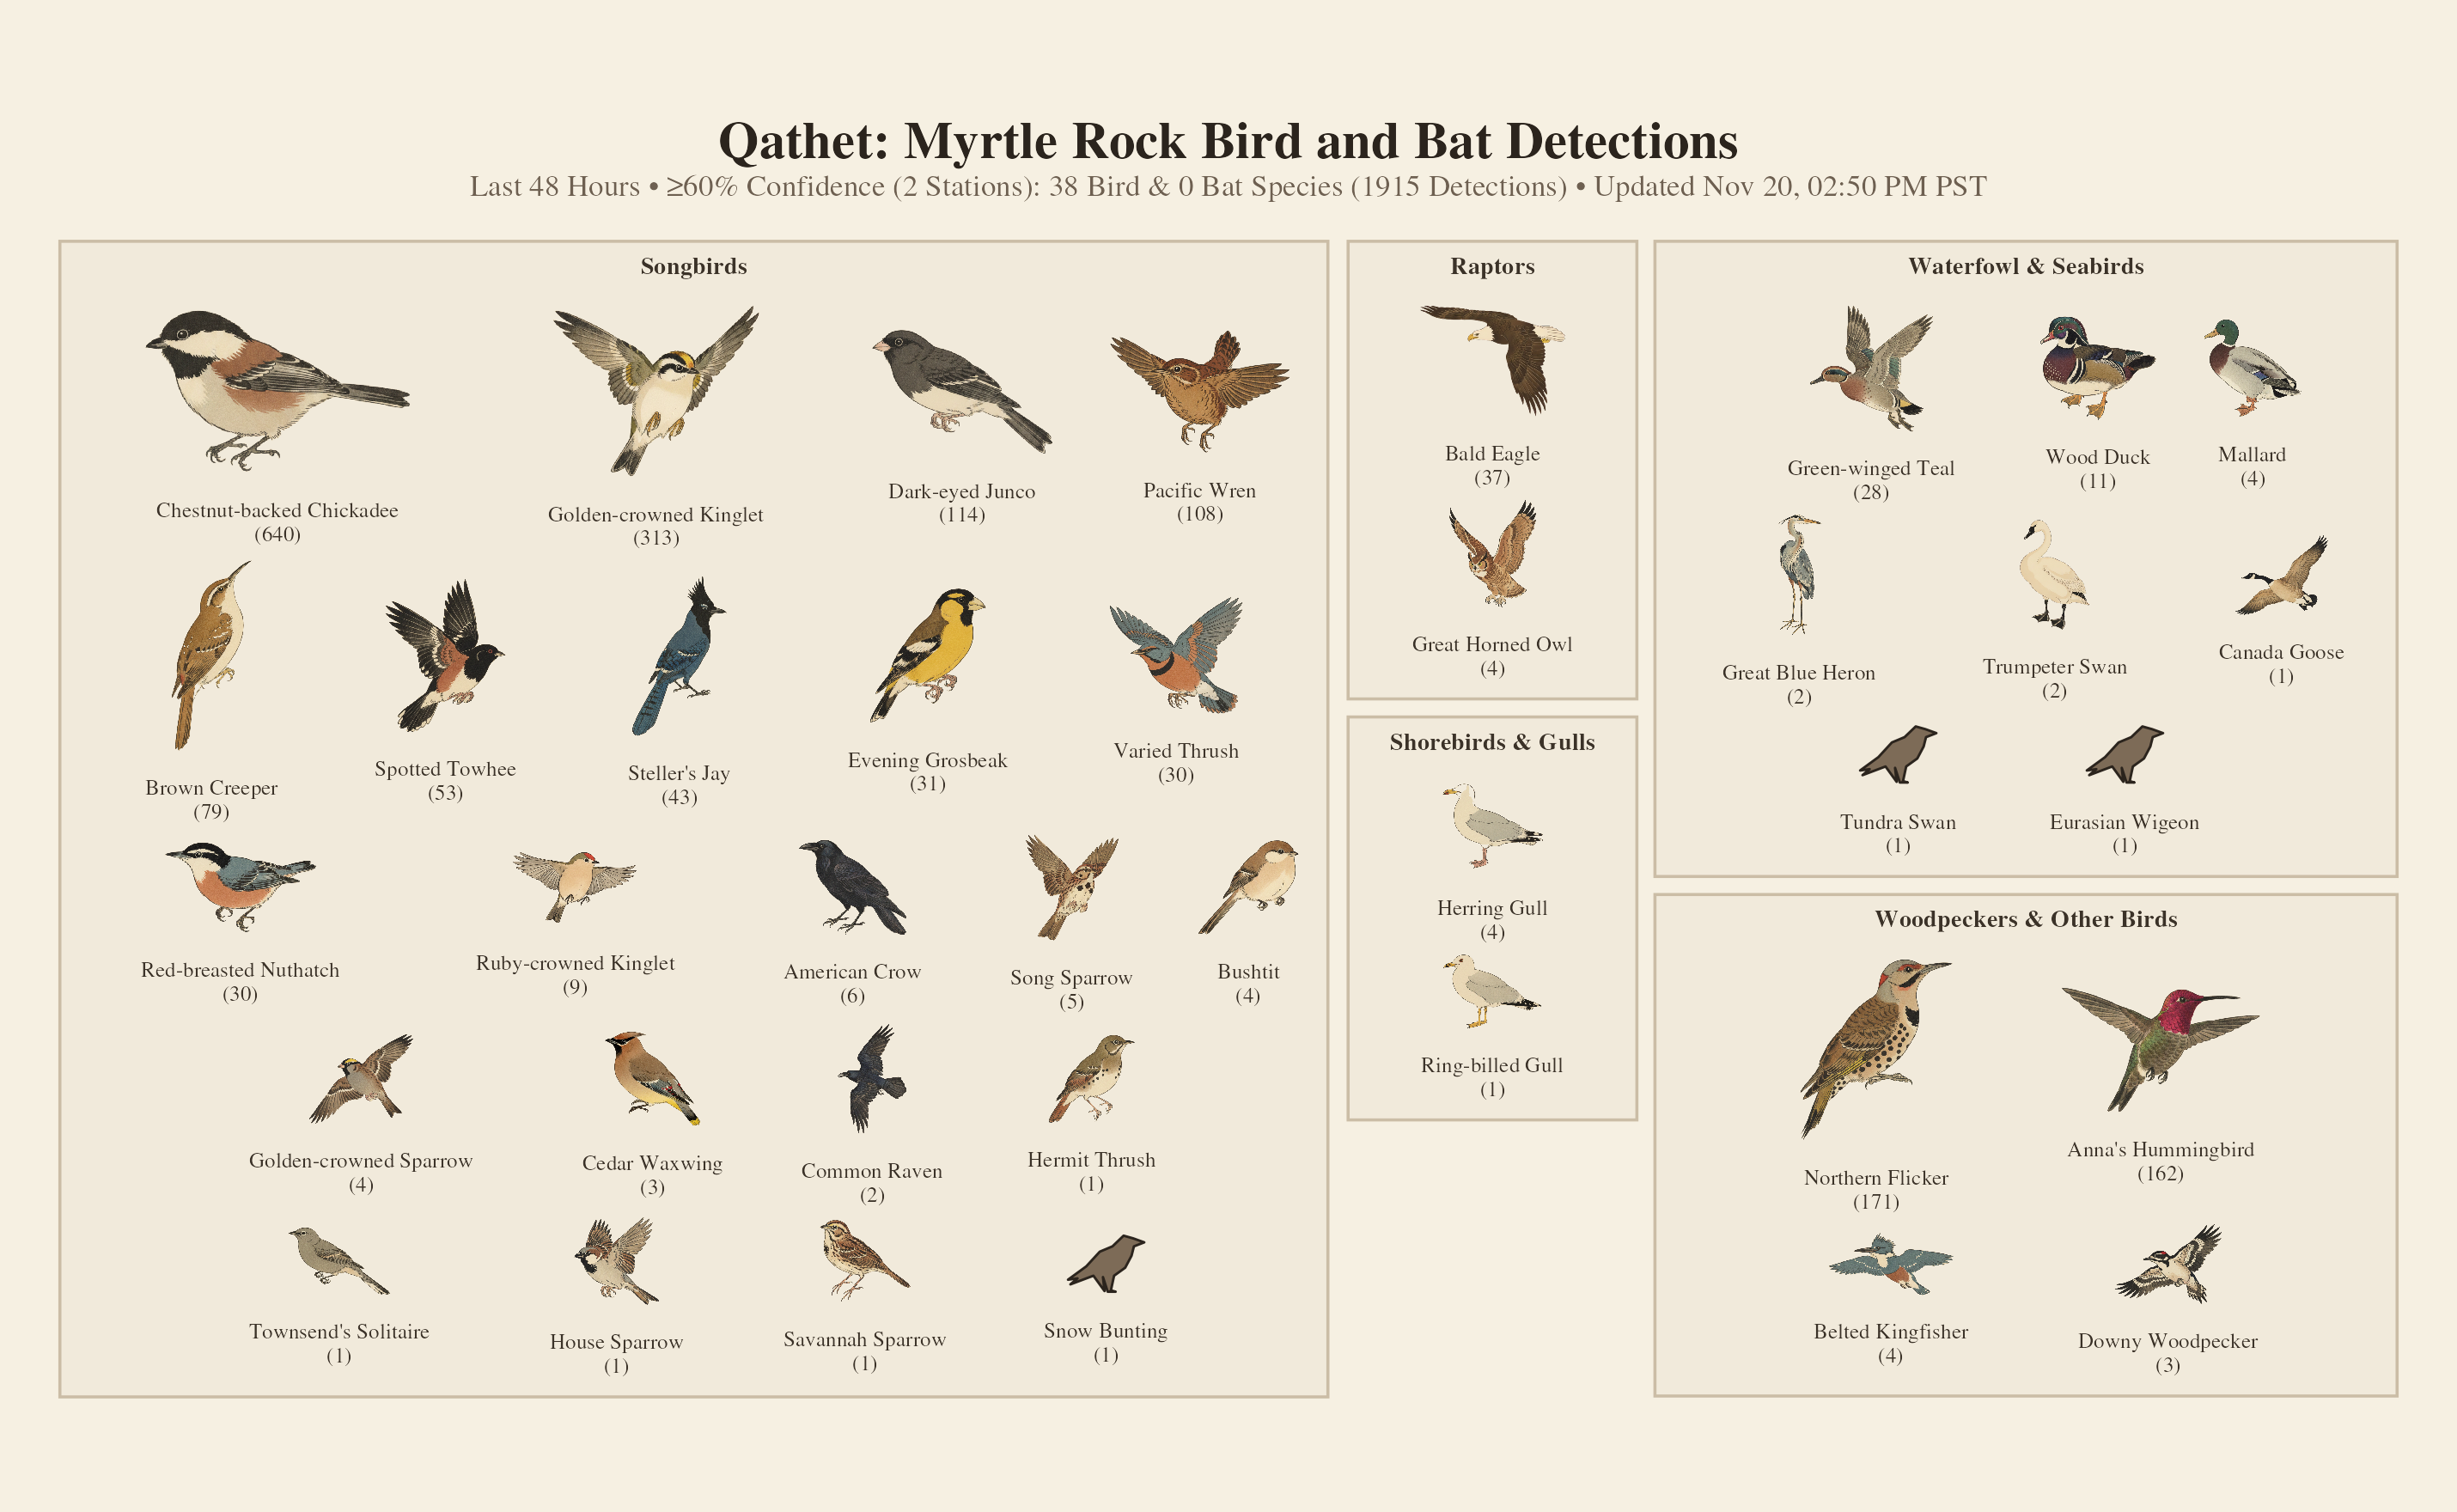 Qathet: Myrtle Rock Bird and Bat Detections
Last 48 Hours • ≥60% Confidence (2 Stations): 38 Bird & 0 Bat Species (1915 Detections) • Updated Nov 20, 02:50 PM PST
Songbirds
Chestnut-backed Chickadee
(640)
Golden-crowned Kinglet
(313)
Dark-eyed Junco
(114)
Pacific Wren
(108)
Brown Creeper
(79)
Spotted Towhee
(53)
Steller's Jay
(43)
Evening Grosbeak
(31)
Varied Thrush
(30)
Red-breasted Nuthatch
(30)
Ruby-crowned Kinglet
(9)
American Crow
(6)
Song Sparrow
(5)
Bushtit
(4)
Golden-crowned Sparrow
(4)
Cedar Waxwing
(3)
Common Raven
(2)
Hermit Thrush
(1)
Townsend's Solitaire
(1)
House Sparrow
(1)
Savannah Sparrow
(1)
Snow Bunting
(1)
Raptors
Bald Eagle
(37)
Great Horned Owl
(4)
Shorebirds & Gulls
Herring Gull
(4)
Ring-billed Gull
(1)
Waterfowl & Seabirds
Green-winged Teal
(28)
Wood Duck
(11)
Mallard
(4)
Great Blue Heron
(2)
Trumpeter Swan
(2)
Canada Goose
(1)
Tundra Swan
(1)
Eurasian Wigeon
(1)
Woodpeckers & Other Birds
Northern Flicker
(171)
Anna's Hummingbird
(162)
Belted Kingfisher
(4)
Downy Woodpecker
(3)